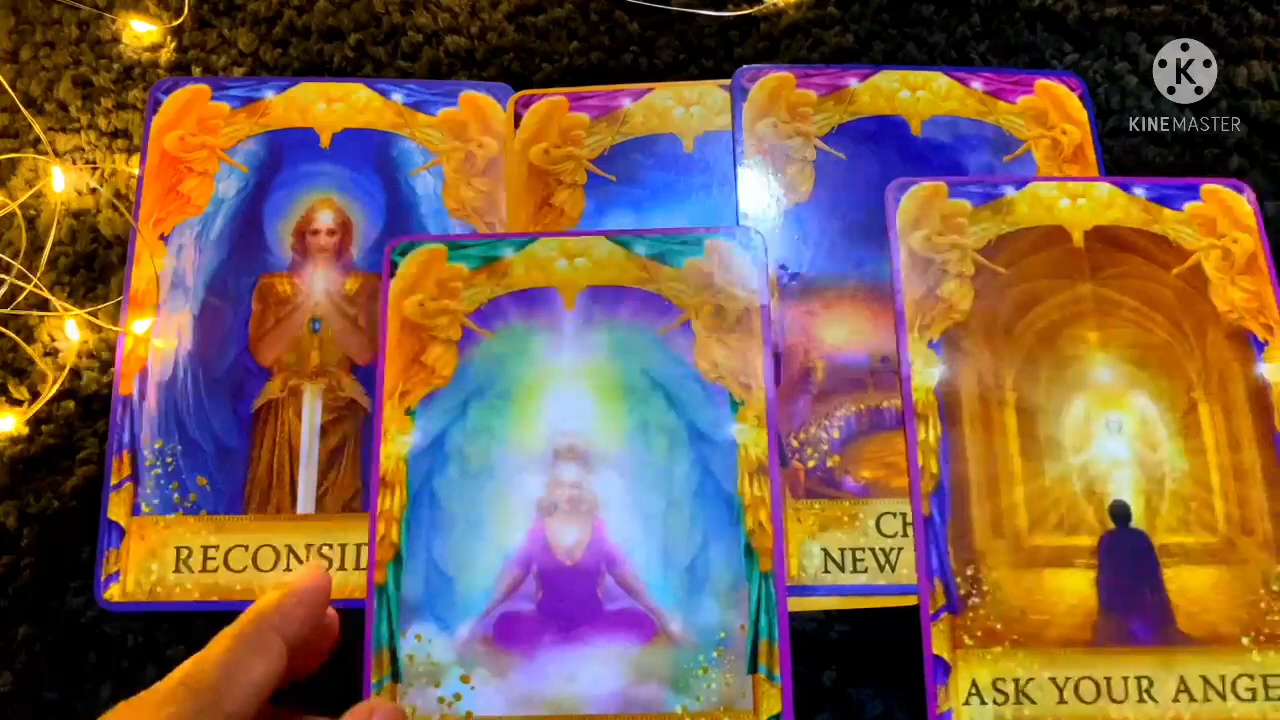 K
KINEMASTER
RECONSID
CH
NEW
ASK YOUR ANGE